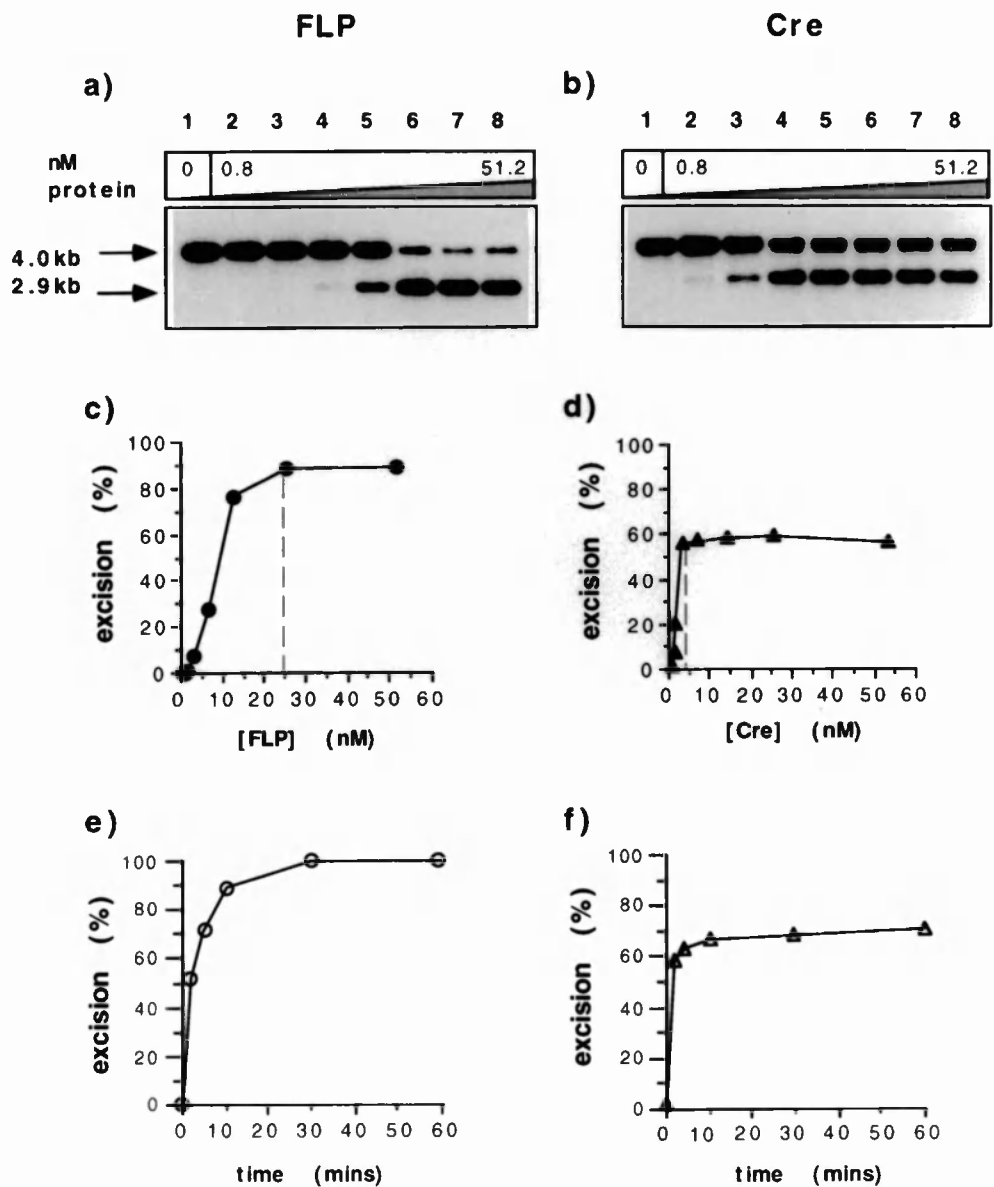 FLP Cre
a) b)
1 2 3 4 5 6 7 8 1 2 3 4 5 6 7 8
nM protein 0 0.8 51.2 0 0.8 51.2
4.0kb
2.9kb
c) d)
excision (%) excision (%)
100 80 60 40 20 0 100 80 60 40 20 0
0 10 20 30 40 50 60 0 10 20 30 40 50 60
[FLP] (nM) [Cre] (nM)
e) f)
excision (%) excision (%)
100 80 60 40 20 0 100 80 60 40 20 0
0 10 20 30 40 50 60 0 10 20 30 40 50 60
time (mins) time (mins)